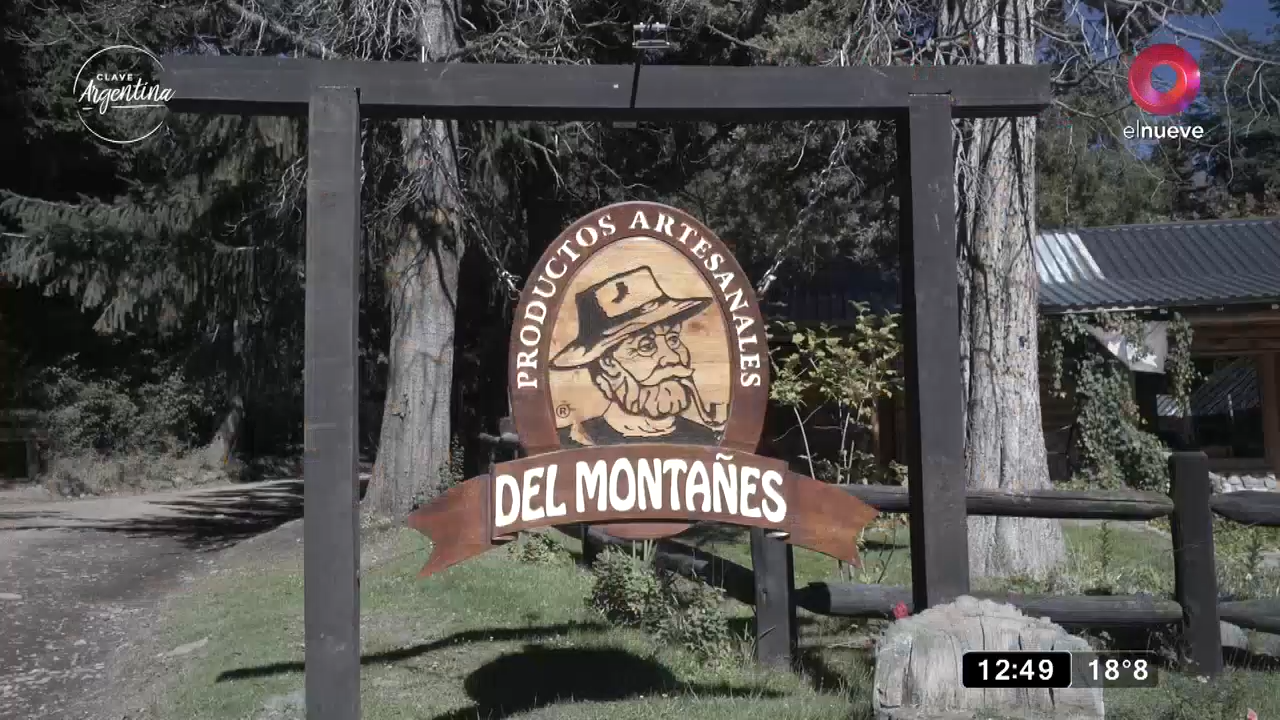 CLAVE
Argentina
elnueve
PRODUCTOS ARTESANALES
®
DEL MONTAÑES
12:49 18°8